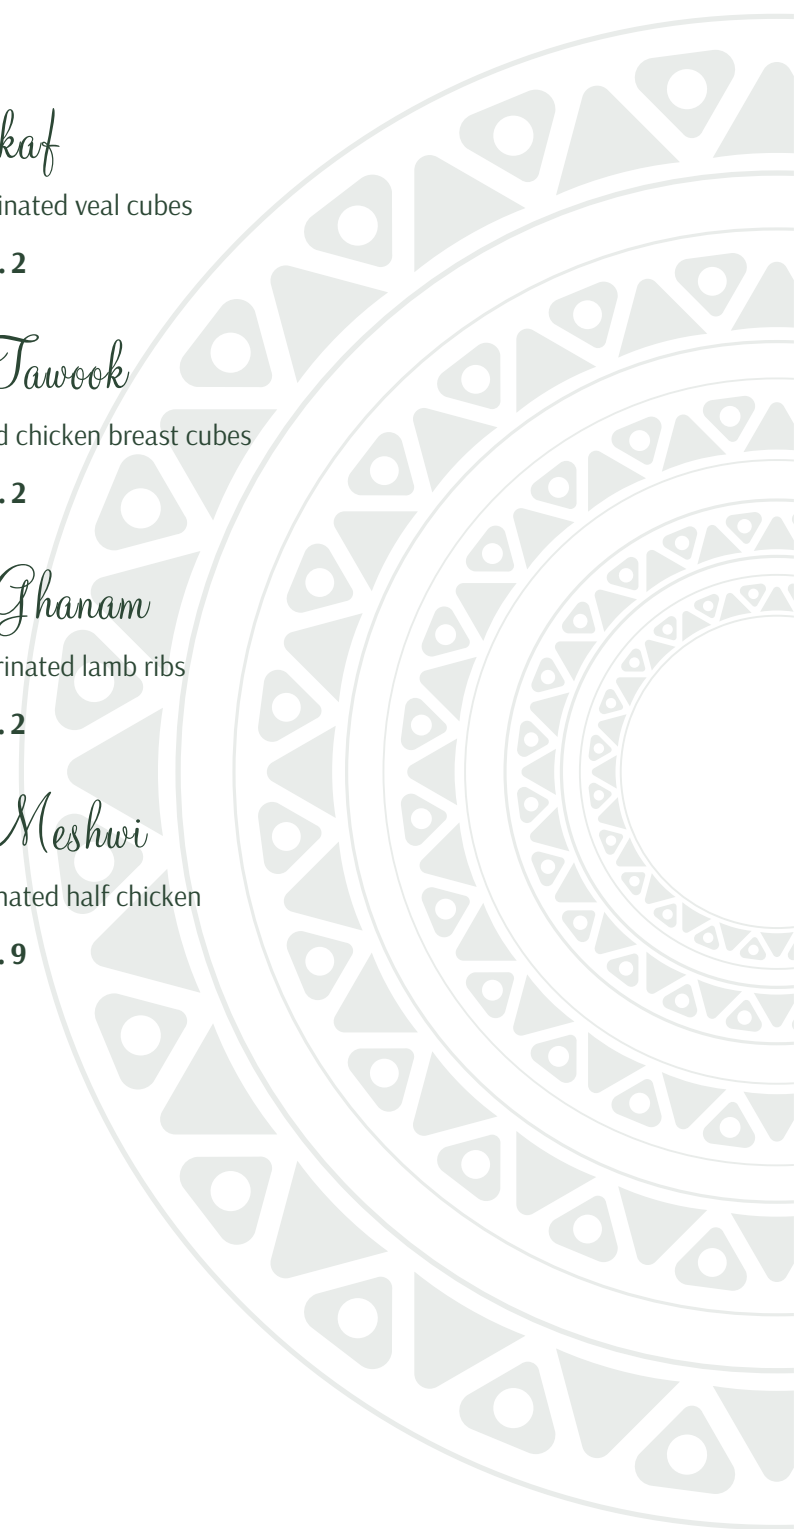 kaf
inated veal cubes
. 2
Tawook
d chicken breast cubes
. 2
Ghanam
rinated lamb ribs
. 2
Meshwi
nated half chicken
. 9